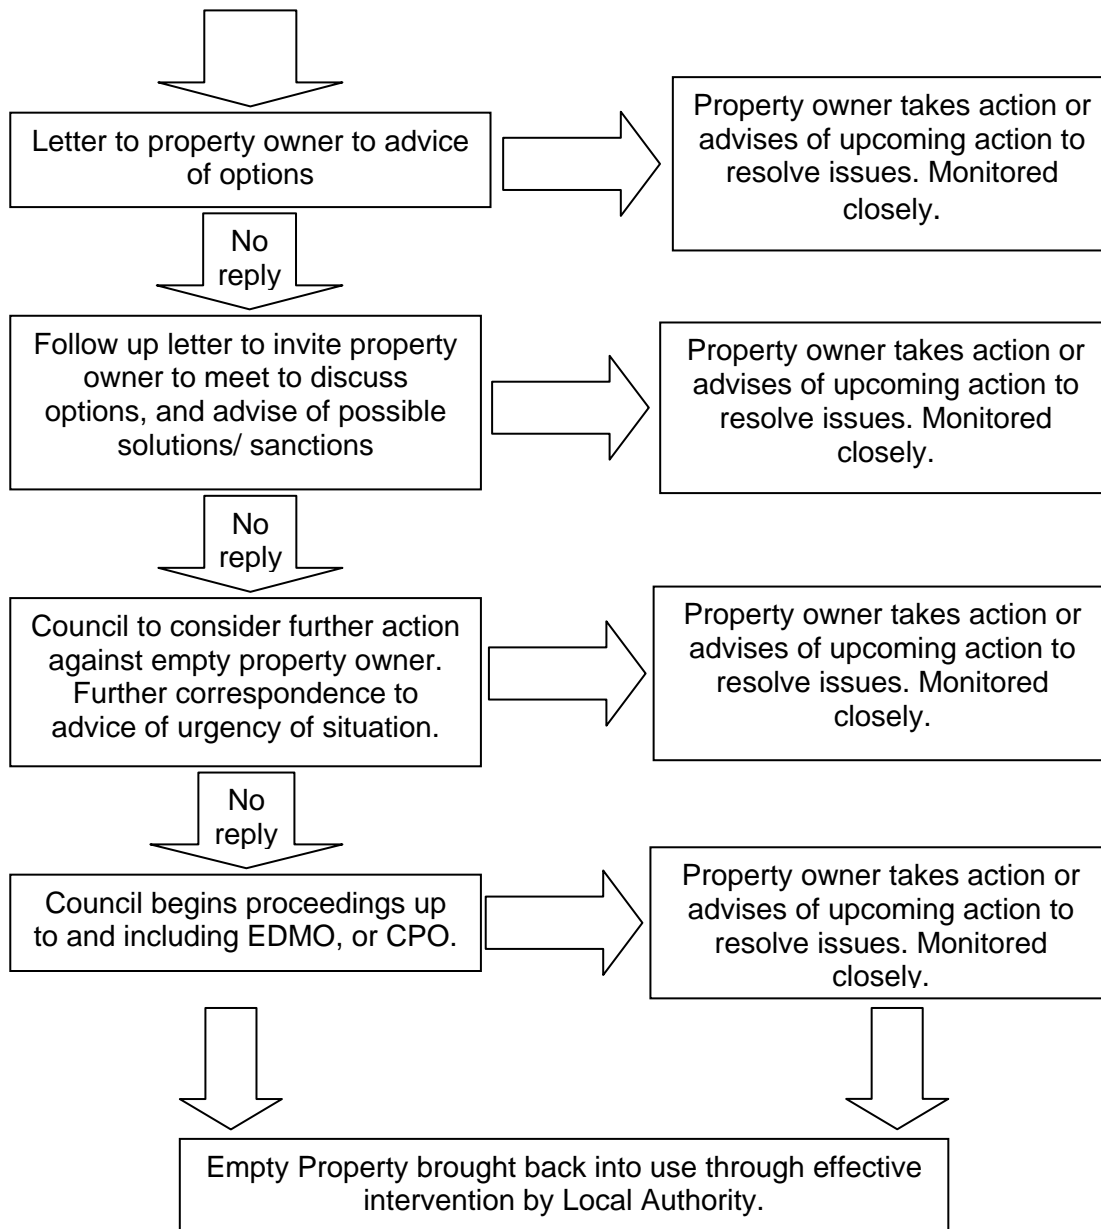 Letter to property owner to advice
of options
Property owner takes action or
advises of upcoming action to
resolve issues. Monitored
closely.
No
reply
Follow up letter to invite property
owner to meet to discuss
options, and advise of possible
solutions/ sanctions
Property owner takes action or
advises of upcoming action to
resolve issues. Monitored
closely.
No
reply
Council to consider further action
against empty property owner.
Further correspondence to
advice of urgency of situation.
Property owner takes action or
advises of upcoming action to
resolve issues. Monitored
closely.
No
reply
Council begins proceedings up
to and including EDMO, or CPO.
Property owner takes action or
advises of upcoming action to
resolve issues. Monitored
closely.
Empty Property brought back into use through effective
intervention by Local Authority.